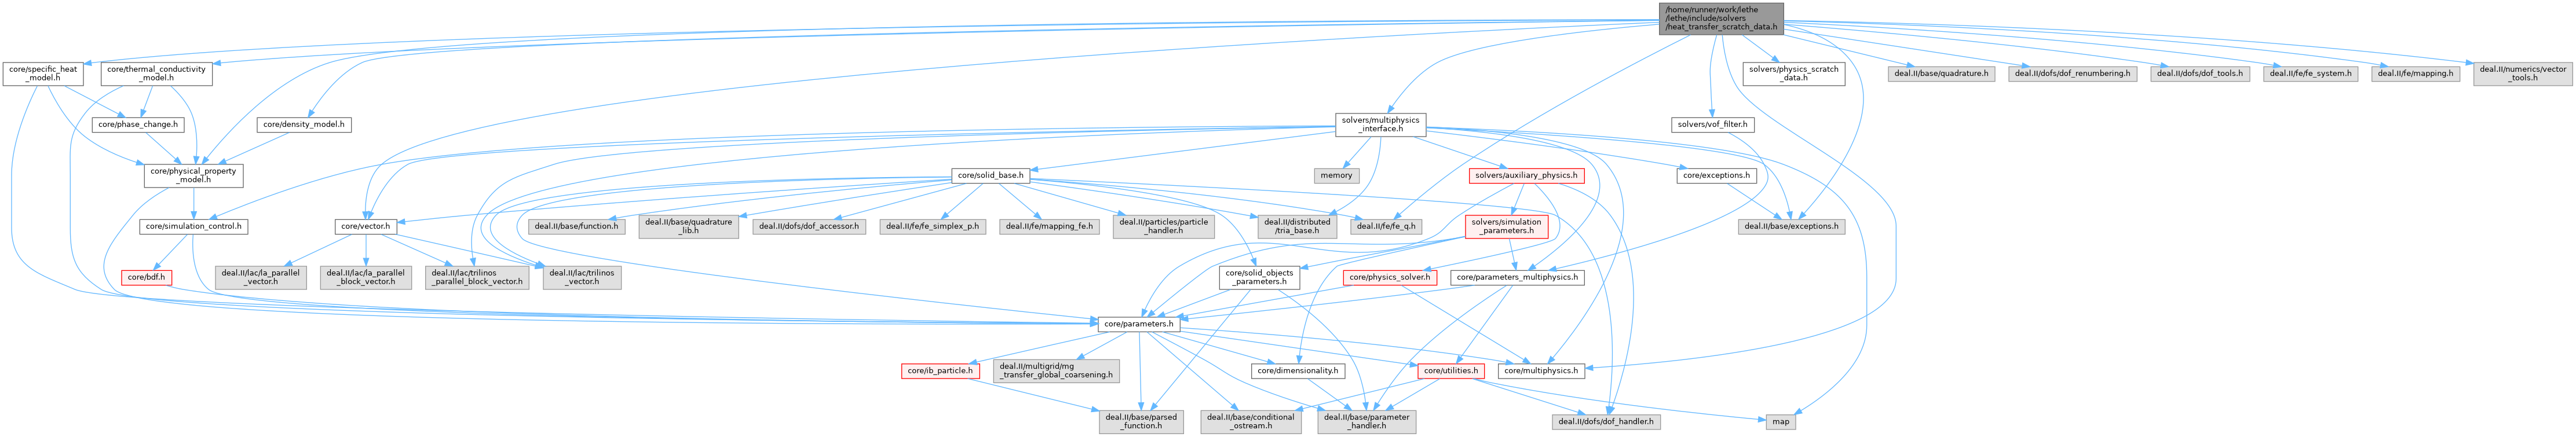 /home/runner/work/lethe
/lethe/include/solvers
/heat_transfer_scratch_data.h
core/specific_heat
_model.h
core/thermal_conductivity
_model.h
solvers/physics_scratch
_data.h
deal.II/base/quadrature.h
deal.II/dofs/dof_renumbering.h
deal.II/dofs/dof_tools.h
deal.II/fe/fe_system.h
deal.II/fe/mapping.h
deal.II/numerics/vector
_tools.h
core/phase_change.h
core/density_model.h
solvers/multiphysics
_interface.h
solvers/vof_filter.h
core/physical_property
_model.h
core/solid_base.h
memory
solvers/auxiliary_physics.h
core/exceptions.h
core/simulation_control.h
core/vector.h
deal.II/base/function.h
deal.II/base/quadrature
_lib.h
deal.II/dofs/dof_accessor.h
deal.II/fe/fe_simplex_p.h
deal.II/fe/mapping_fe.h
deal.II/particles/particle
_handler.h
deal.II/distributed
/tria_base.h
deal.II/fe/fe_q.h
solvers/simulation
_parameters.h
deal.II/base/exceptions.h
core/bdf.h
deal.II/lac/la_parallel
_vector.h
deal.II/lac/la_parallel
_block_vector.h
deal.II/lac/trilinos
_parallel_block_vector.h
deal.II/lac/trilinos
_vector.h
core/solid_objects
_parameters.h
core/physics_solver.h
core/parameters_multiphysics.h
core/parameters.h
core/ib_particle.h
deal.II/multigrid/mg
_transfer_global_coarsening.h
core/dimensionality.h
core/utilities.h
core/multiphysics.h
deal.II/base/parsed
_function.h
deal.II/base/conditional
_ostream.h
deal.II/base/parameter
_handler.h
deal.II/dofs/dof_handler.h
map